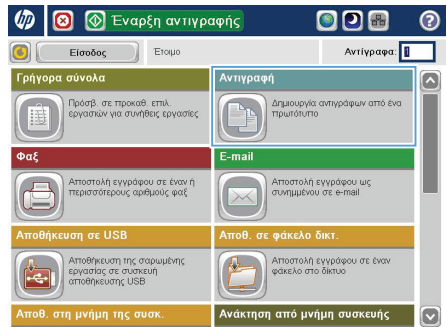 hp Έναρξη αντιγραφής ?
Είσοδος Έτοιμο Αντίγραφα: 1
Γρήγορα σύνολα
Πρόσβ. σε προκαθ. επιλ.
εργασιών για συνήθεις εργασίες
Αντιγραφή
Δημιουργία αντιγράφων από ένα
πρωτότυπο
Φαξ
Αποστολή εγγράφου σε έναν ή
περισσότερους αριθμούς φαξ
E-mail
Αποστολή εγγράφου ως
συνημμένου σε e-mail
Αποθήκευση σε USB
Αποθήκευση της σαρωμένης
εργασίας σε συσκευή
αποθήκευσης USB
Αποθ. σε φάκελο δικτ.
Αποστολή εγγράφου σε έναν
φάκελο στο δίκτυο
Αποθ. στη μνήμη της συσκ.
Ανάκτηση από μνήμη συσκευής